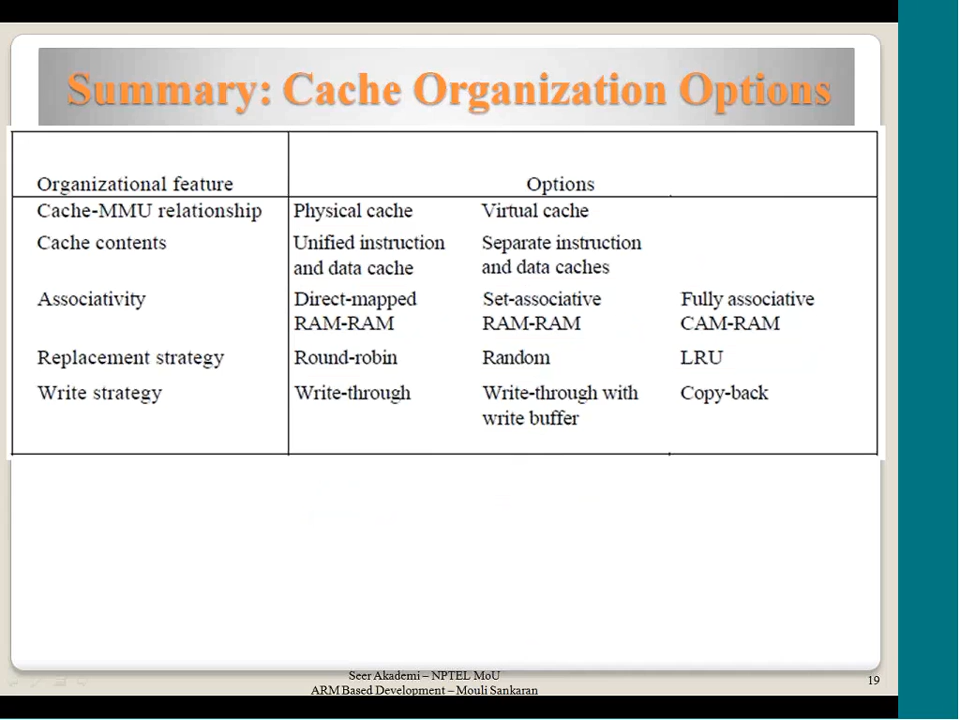 Summary: Cache Organization Options
Organizational feature Options
Cache-MMU relationship Physical cache Virtual cache
Cache contents Unified instruction Separate instruction
and data cache and data caches
Associativity Direct-mapped Set-associative Fully associative
RAM-RAM RAM-RAM CAM-RAM
Replacement strategy Round-robin Random LRU
Write strategy Write-through Write-through with Copy-back
write buffer
Seer Akademi – NPTEL MoU
ARM Based Development – Mouli Sankaran
19